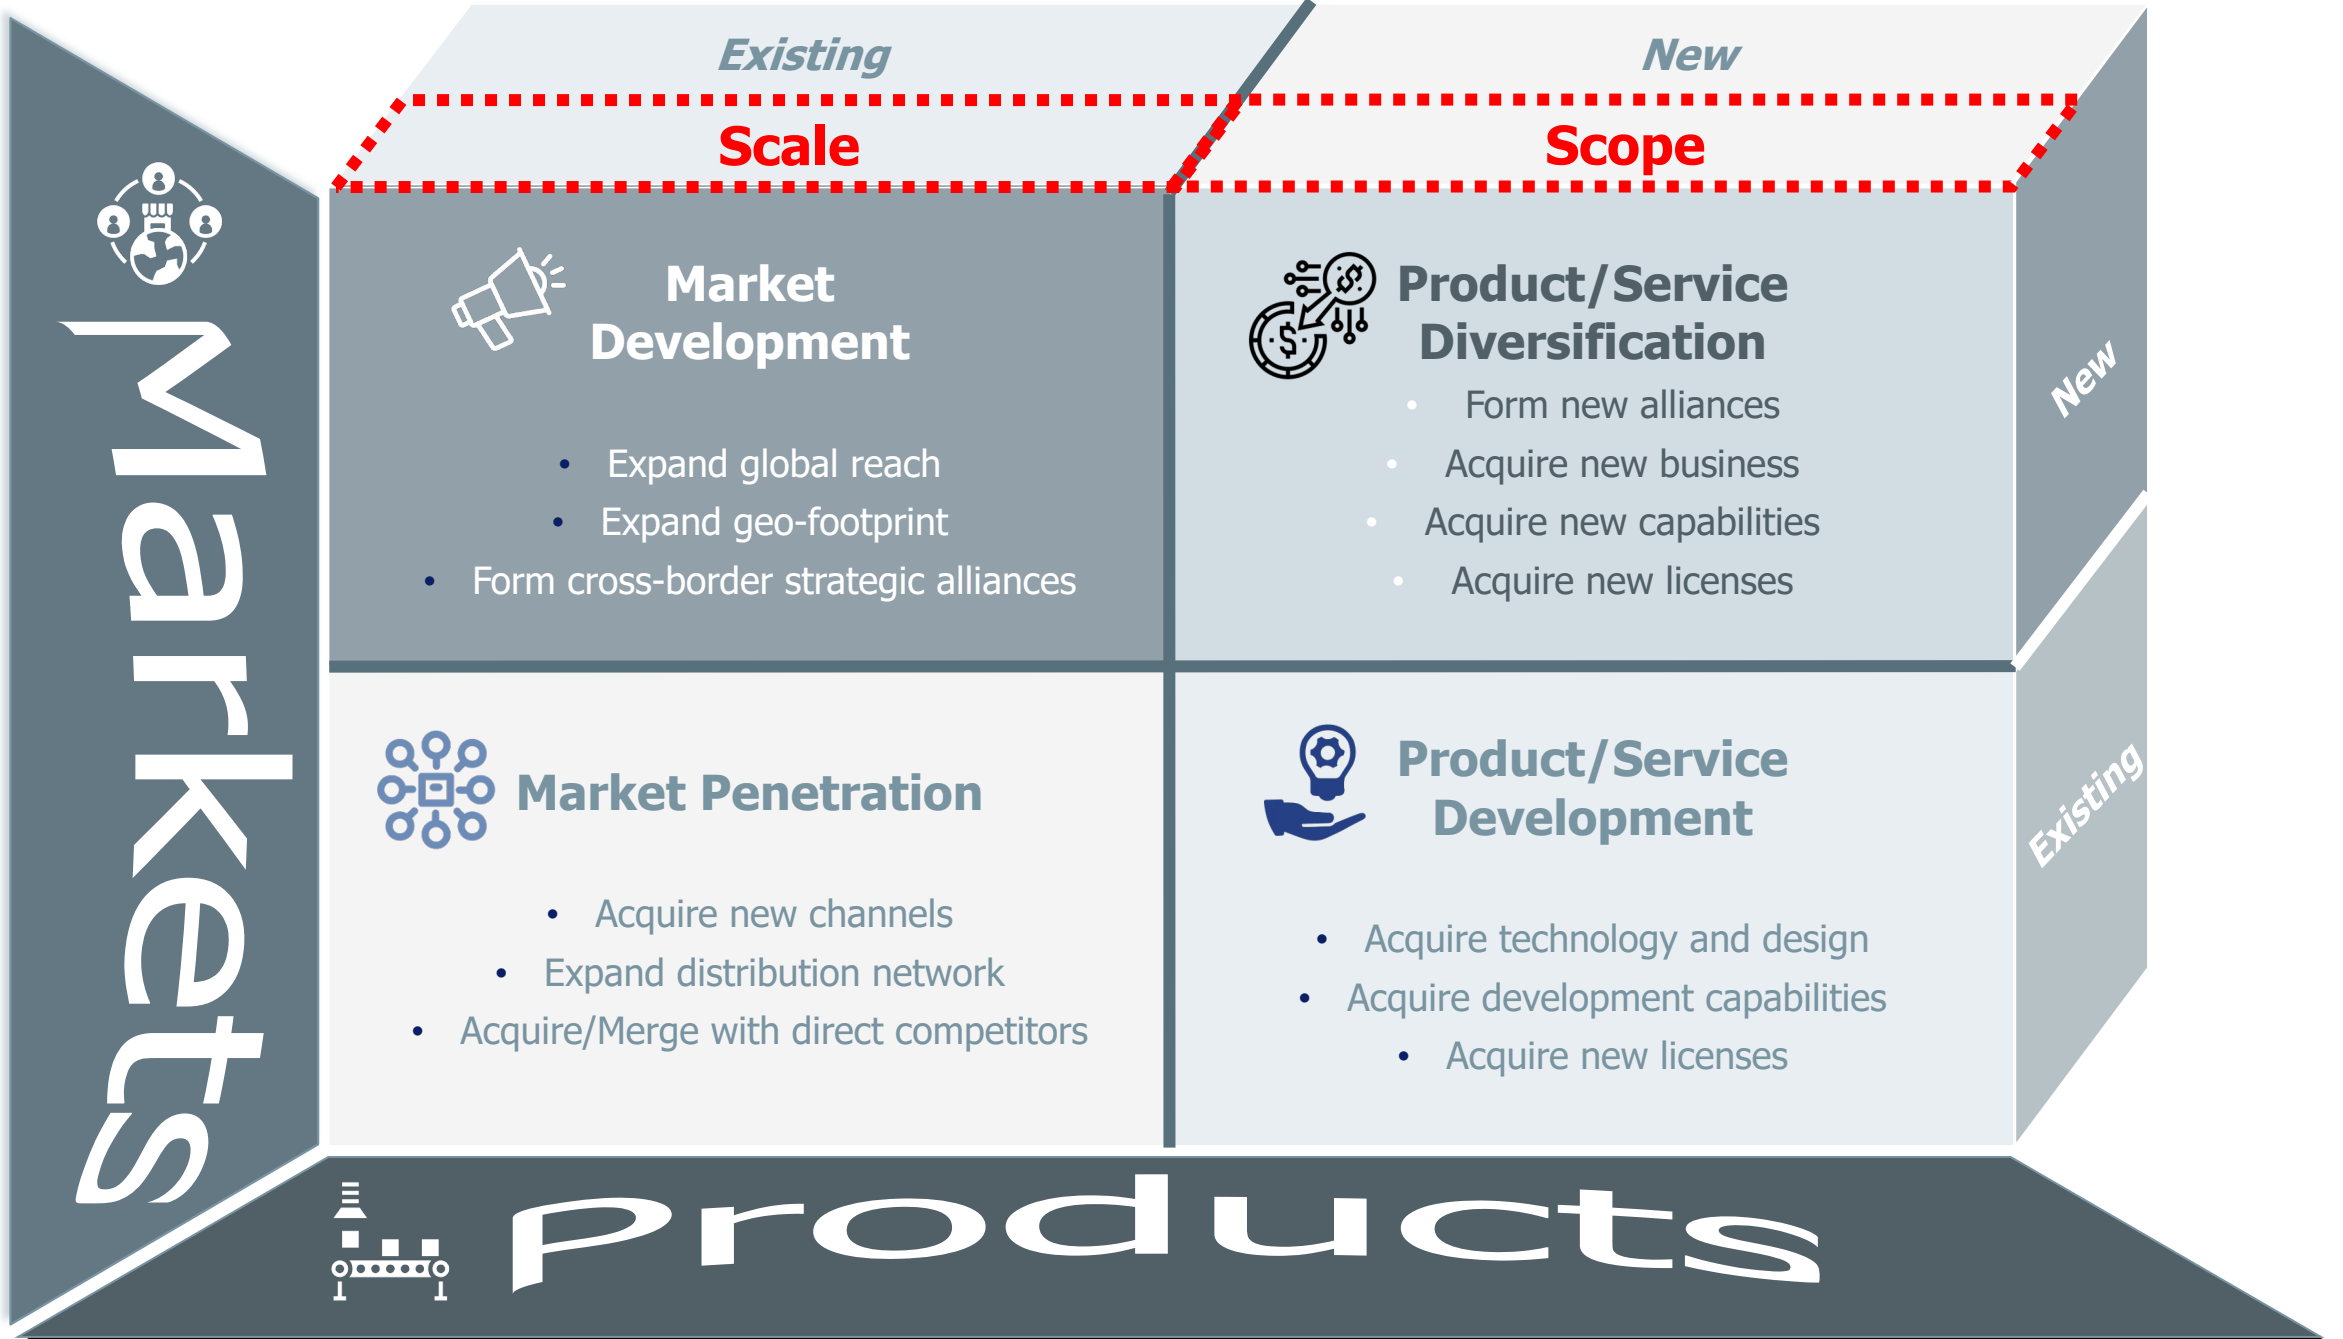 Existing
New
Scale
Scope
Markets
Market
Development
• Expand global reach
• Expand geo-footprint
• Form cross-border strategic alliances
Product/Service
Diversification
• Form new alliances
• Acquire new business
• Acquire new capabilities
• Acquire new licenses
New
Market Penetration
• Acquire new channels
• Expand distribution network
• Acquire/Merge with direct competitors
Product/Service
Development
• Acquire technology and design
• Acquire development capabilities
• Acquire new licenses
Existing
products